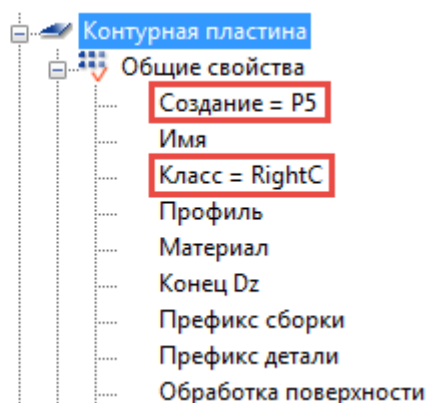 Контурная пластина
Общие свойства
Создание = P5
Имя
Класс = RightC
Профиль
Материал
Конец Dz
Префикс сборки
Префикс детали
Обработка поверхности